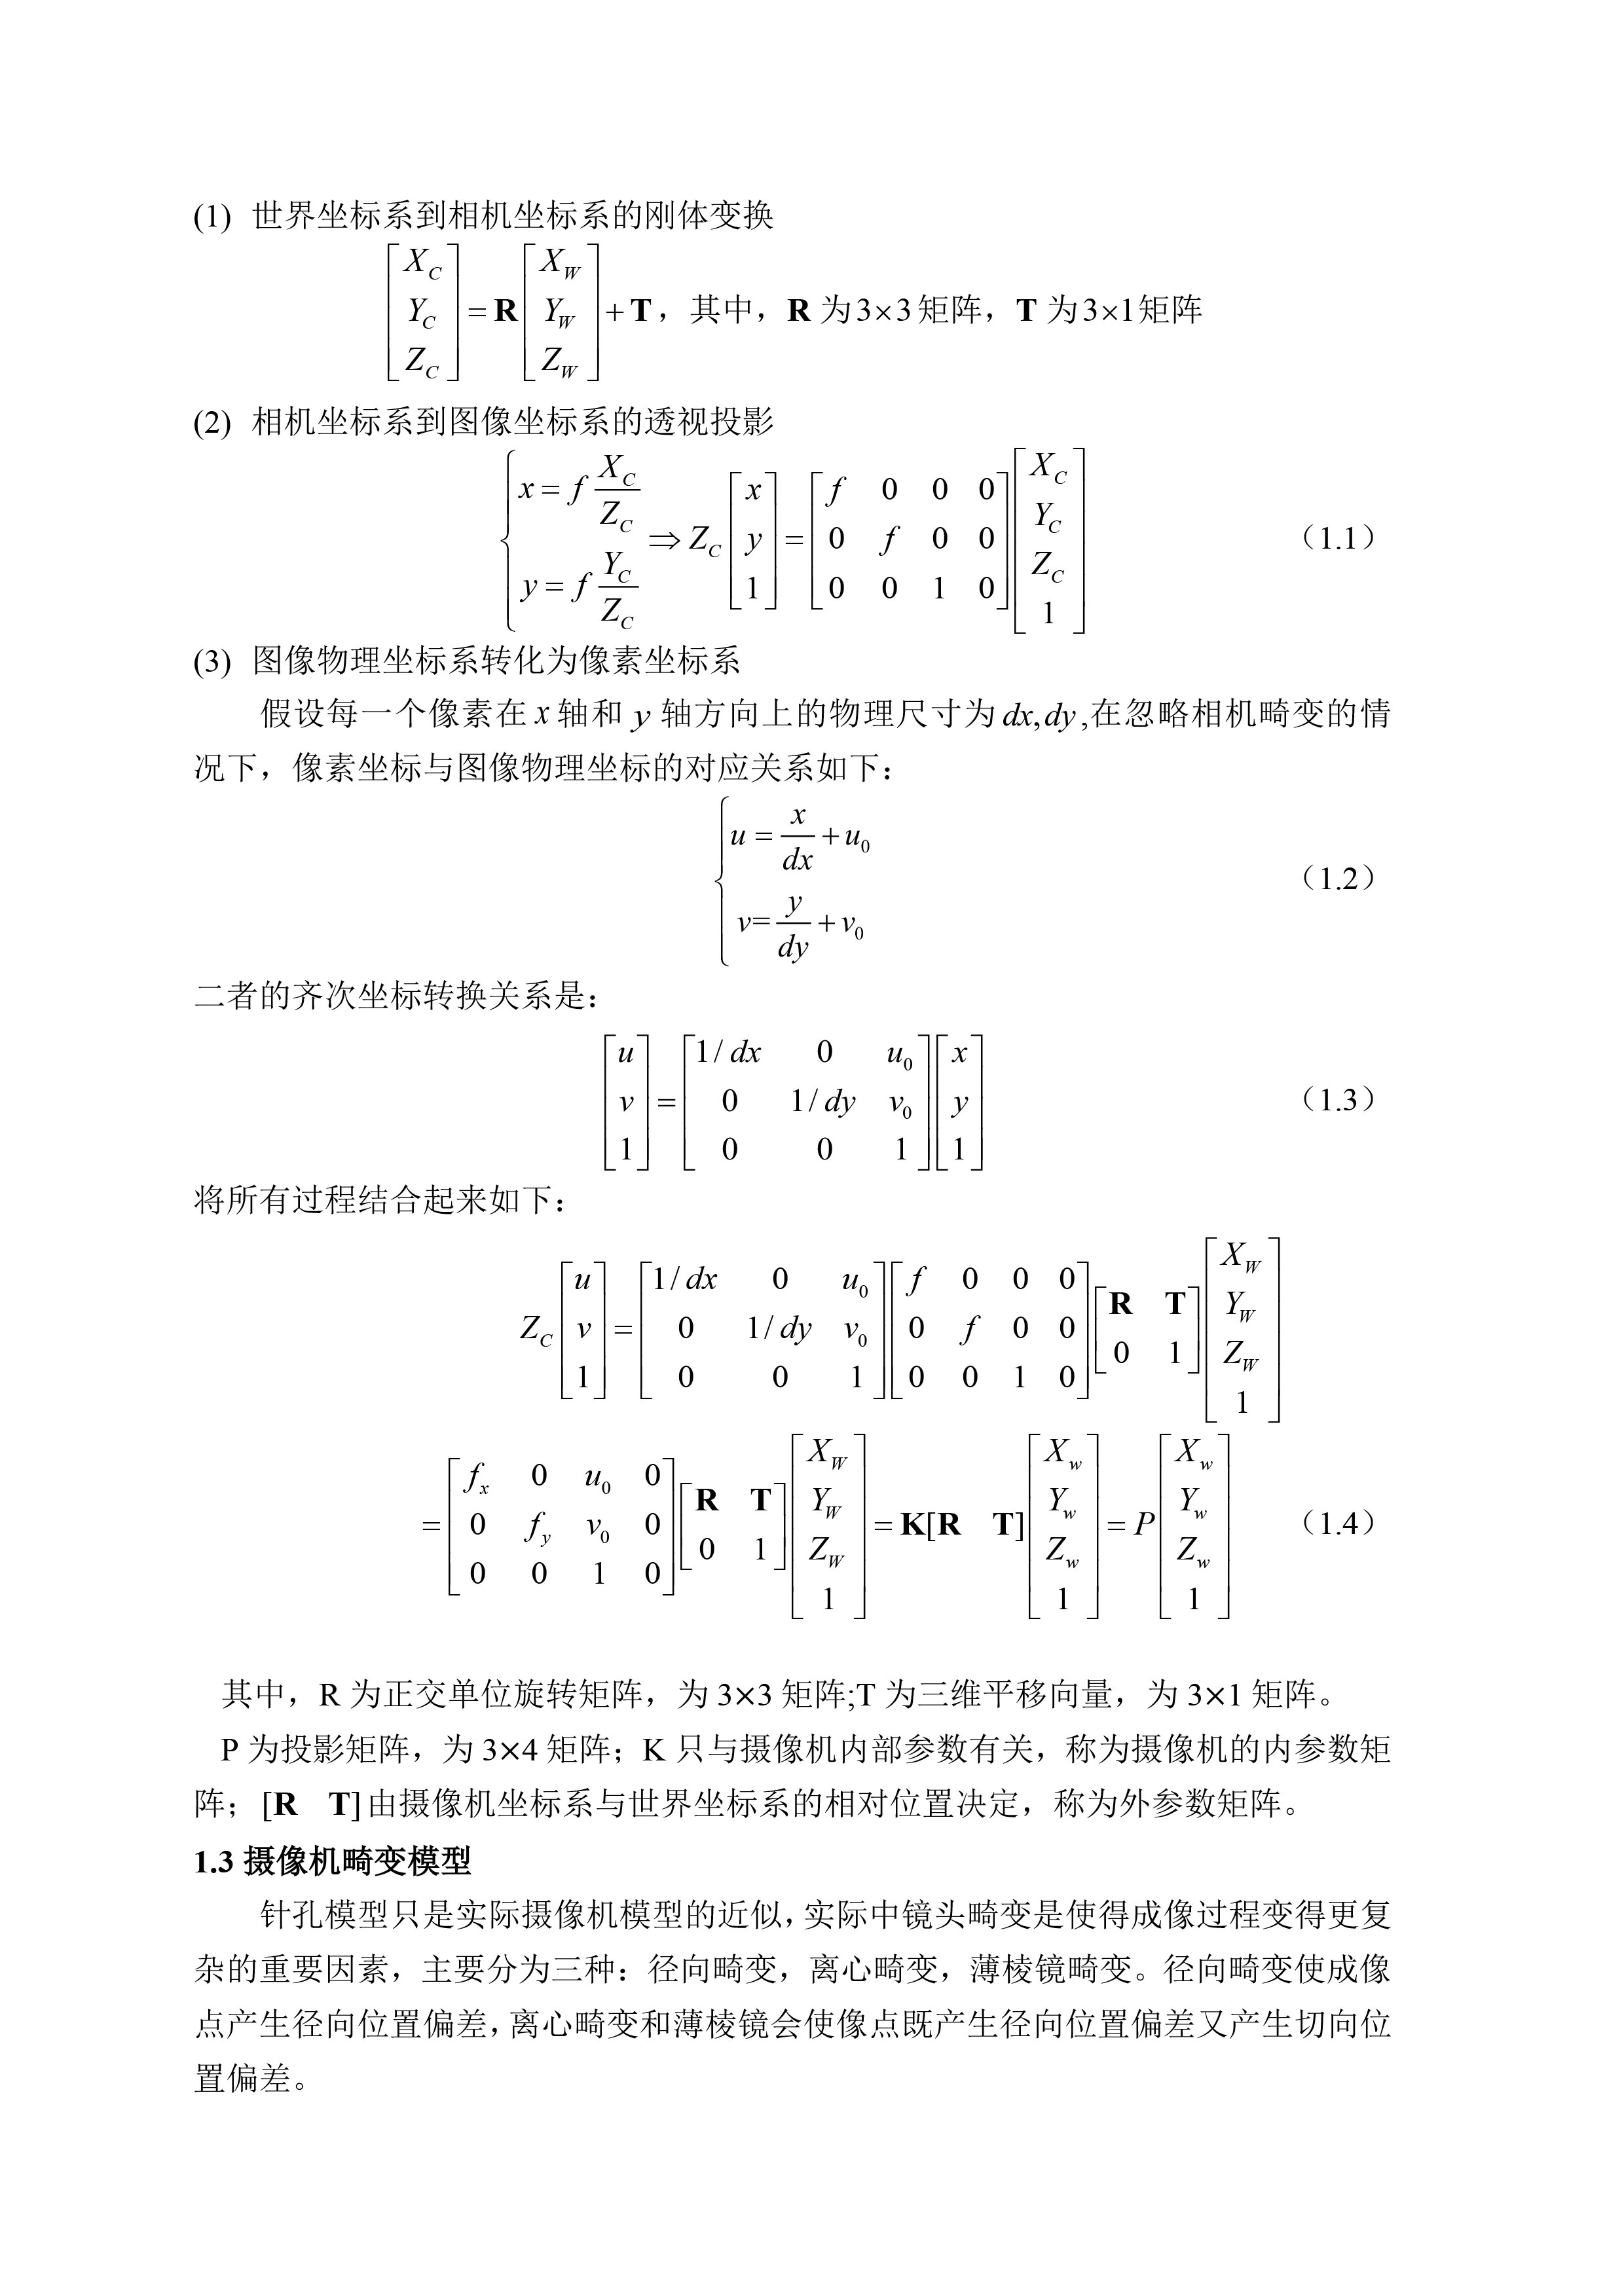 (1) 世界坐标系到相机坐标系的刚体变换
$\begin{bmatrix} X_C \\ Y_C \\ Z_C \end{bmatrix} = \mathbf{R} \begin{bmatrix} X_W \\ Y_W \\ Z_W \end{bmatrix} + \mathbf{T}$，其中，$\mathbf{R}$ 为 $3 \times 3$ 矩阵，$\mathbf{T}$ 为 $3 \times 1$ 矩阵
(2) 相机坐标系到图像坐标系的透视投影
$\begin{cases} x = f \dfrac{X_C}{Z_C} \\ y = f \dfrac{Y_C}{Z_C} \end{cases} \Rightarrow Z_C \begin{bmatrix} x \\ y \\ 1 \end{bmatrix} = \begin{bmatrix} f & 0 & 0 & 0 \\ 0 & f & 0 & 0 \\ 0 & 0 & 1 & 0 \end{bmatrix} \begin{bmatrix} X_C \\ Y_C \\ Z_C \\ 1 \end{bmatrix}$ （1.1）
(3) 图像物理坐标系转化为像素坐标系
假设每一个像素在 $x$ 轴和 $y$ 轴方向上的物理尺寸为 $dx, dy$ ,在忽略相机畸变的情
况下，像素坐标与图像物理坐标的对应关系如下：
$\begin{cases} u = \dfrac{x}{dx} + u_0 \\ v = \dfrac{y}{dy} + v_0 \end{cases}$ （1.2）
二者的齐次坐标转换关系是：
$\begin{bmatrix} u \\ v \\ 1 \end{bmatrix} = \begin{bmatrix} 1/dx & 0 & u_0 \\ 0 & 1/dy & v_0 \\ 0 & 0 & 1 \end{bmatrix} \begin{bmatrix} x \\ y \\ 1 \end{bmatrix}$ （1.3）
将所有过程结合起来如下：
$Z_C \begin{bmatrix} u \\ v \\ 1 \end{bmatrix} = \begin{bmatrix} 1/dx & 0 & u_0 \\ 0 & 1/dy & v_0 \\ 0 & 0 & 1 \end{bmatrix} \begin{bmatrix} f & 0 & 0 & 0 \\ 0 & f & 0 & 0 \\ 0 & 0 & 1 & 0 \end{bmatrix} \begin{bmatrix} \mathbf{R} & \mathbf{T} \\ 0 & 1 \end{bmatrix} \begin{bmatrix} X_W \\ Y_W \\ Z_W \\ 1 \end{bmatrix}$
$= \begin{bmatrix} f_x & 0 & u_0 & 0 \\ 0 & f_y & v_0 & 0 \\ 0 & 0 & 1 & 0 \end{bmatrix} \begin{bmatrix} \mathbf{R} & \mathbf{T} \\ 0 & 1 \end{bmatrix} \begin{bmatrix} X_W \\ Y_W \\ Z_W \\ 1 \end{bmatrix} = \mathbf{K}[\mathbf{R} \quad \mathbf{T}] \begin{bmatrix} X_w \\ Y_w \\ Z_w \\ 1 \end{bmatrix} = P \begin{bmatrix} X_w \\ Y_w \\ Z_w \\ 1 \end{bmatrix}$ （1.4）
其中，R 为正交单位旋转矩阵，为 3×3 矩阵;T 为三维平移向量，为 3×1 矩阵。
P 为投影矩阵，为 3×4 矩阵；K 只与摄像机内部参数有关，称为摄像机的内参数矩
阵；$[\mathbf{R} \quad \mathbf{T}]$ 由摄像机坐标系与世界坐标系的相对位置决定，称为外参数矩阵。
1.3 摄像机畸变模型
针孔模型只是实际摄像机模型的近似，实际中镜头畸变是使得成像过程变得更复
杂的重要因素，主要分为三种：径向畸变，离心畸变，薄棱镜畸变。径向畸变使成像
点产生径向位置偏差，离心畸变和薄棱镜会使像点既产生径向位置偏差又产生切向位
置偏差。